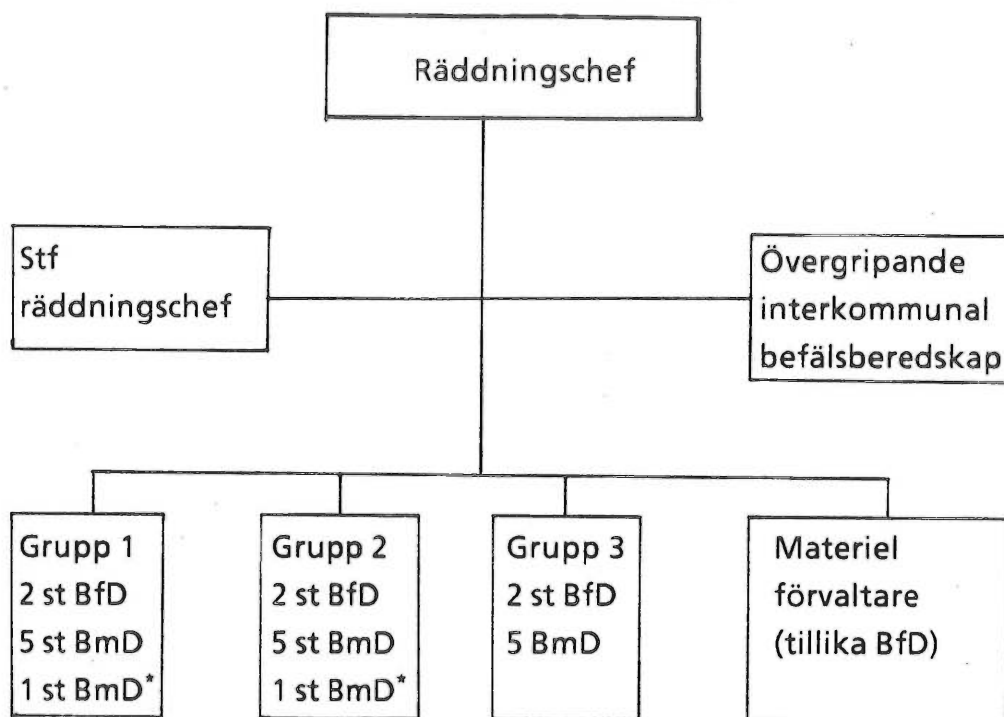 Räddningschef
Stf
räddningschef
Övergripande
interkommunal
befälsberedskap
Grupp 1
2 st BfD
5 st BmD
1 st BmD*
Grupp 2
2 st BfD
5 st BmD
1 st BmD*
Grupp 3
2 st BfD
5 BmD
Materiel
förvaltare
(tillika BfD)